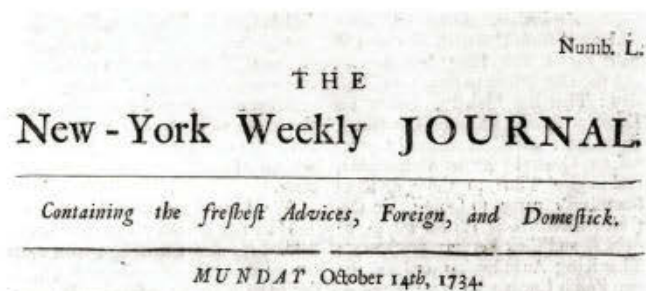 Numb. L.
THE
New-York Weekly JOURNAL.
Containing the freſheſt Advices, Foreign, and Domeſtick.
MUNDAY October 14th, 1734.